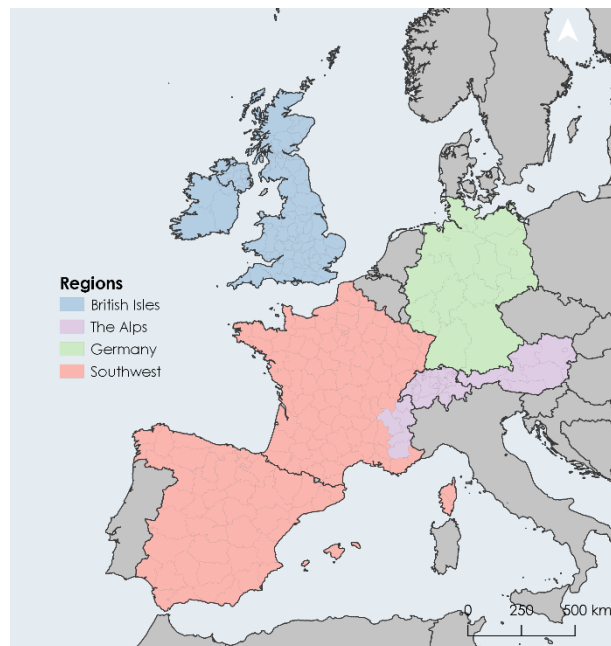 Regions
British Isles
The Alps
Germany
Southwest
0 250 500 km